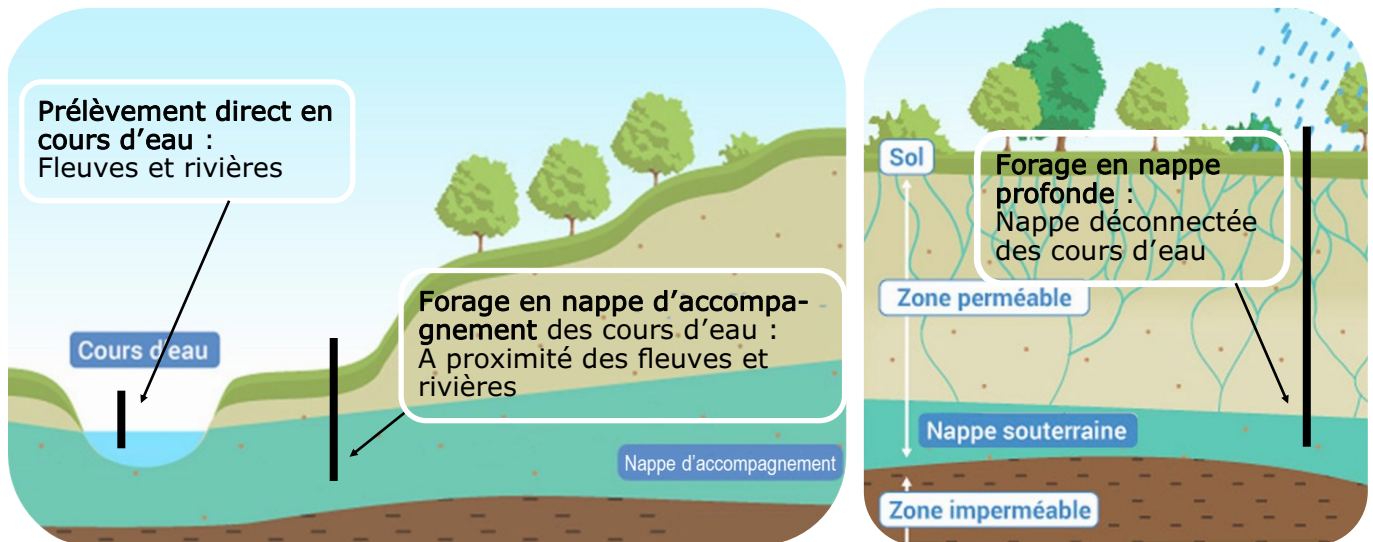 Prélèvement direct en
cours d’eau :
Fleuves et rivières
Cours d’eau
Forage en nappe d’accompa-
gnement des cours d’eau :
A proximité des fleuves et
rivières
Nappe d’accompagnement
Sol
Forage en nappe
profonde :
Nappe déconnectée
des cours d’eau
Zone perméable
Nappe souterraine
Zone imperméable